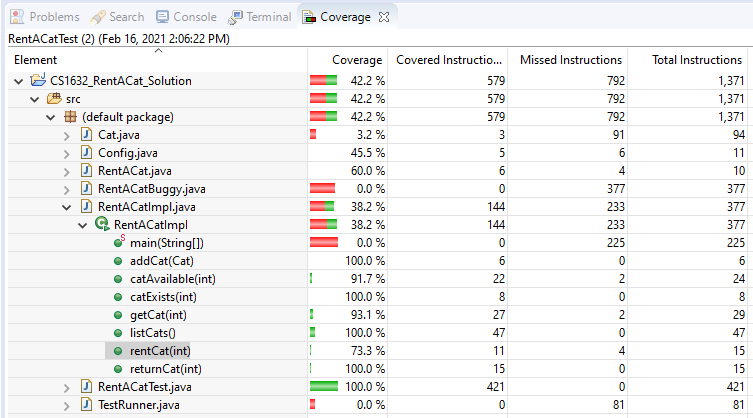 Problems Search Console Terminal Coverage
RentACatTest (2) (Feb 16, 2021 2:06:22 PM)
Element Coverage Covered Instructio... Missed Instructions Total Instructions
CS1632_RentACat_Solution 42.2 % 579 792 1,371
src 42.2 % 579 792 1,371
(default package) 42.2 % 579 792 1,371
Cat.java 3.2 % 3 91 94
Config.java 45.5 % 5 6 11
RentACat.java 60.0 % 6 4 10
RentACatBuggy.java 0.0 % 0 377 377
RentACatImpl.java 38.2 % 144 233 377
RentACatImpl 38.2 % 144 233 377
main(String[]) 0.0 % 0 225 225
addCat(Cat) 100.0 % 6 0 6
catAvailable(int) 91.7 % 22 2 24
catExists(int) 100.0 % 8 0 8
getCat(int) 93.1 % 27 2 29
listCats() 100.0 % 47 0 47
rentCat(int) 73.3 % 11 4 15
returnCat(int) 100.0 % 15 0 15
RentACatTest.java 100.0 % 421 0 421
TestRunner.java 0.0 % 0 81 81